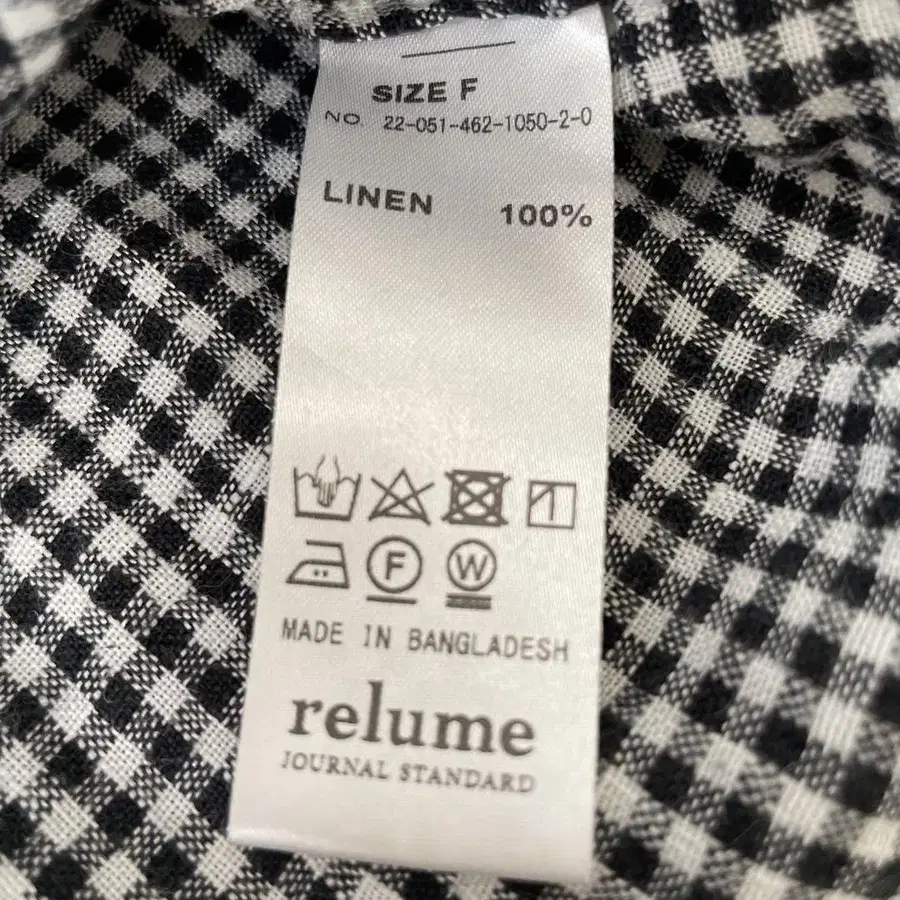 SIZE F
NO. 22-051-462-1050-2-0
LINEN 100%
F W
MADE IN BANGLADESH
relume
JOURNAL STANDARD